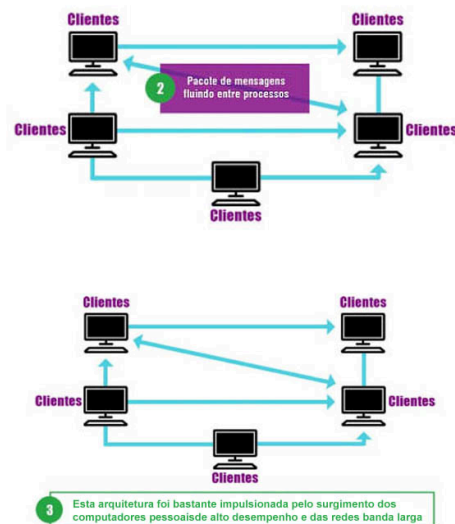 Clientes
Clientes
2
Pacote de mensagens
fluindo entre processos
Clientes
Clientes
Clientes
Clientes
Clientes
Clientes
Clientes
Clientes
3
Esta arquitetura foi bastante impulsionada pelo surgimento dos
computadores pessoaisde alto desempenho e das redes banda larga